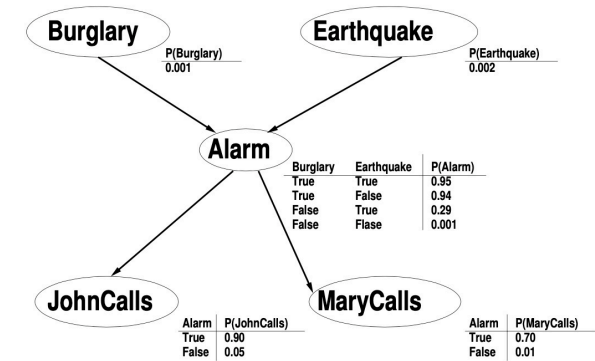 Burglary
Earthquake
P(Burglary)
0.001
P(Earthquake)
0.002
Alarm
Burglary Earthquake P(Alarm)
True True 0.95
True False 0.94
False True 0.29
False Flase 0.001
JohnCalls
MaryCalls
Alarm P(JohnCalls)
True 0.90
False 0.05
Alarm P(MaryCalls)
True 0.70
False 0.01